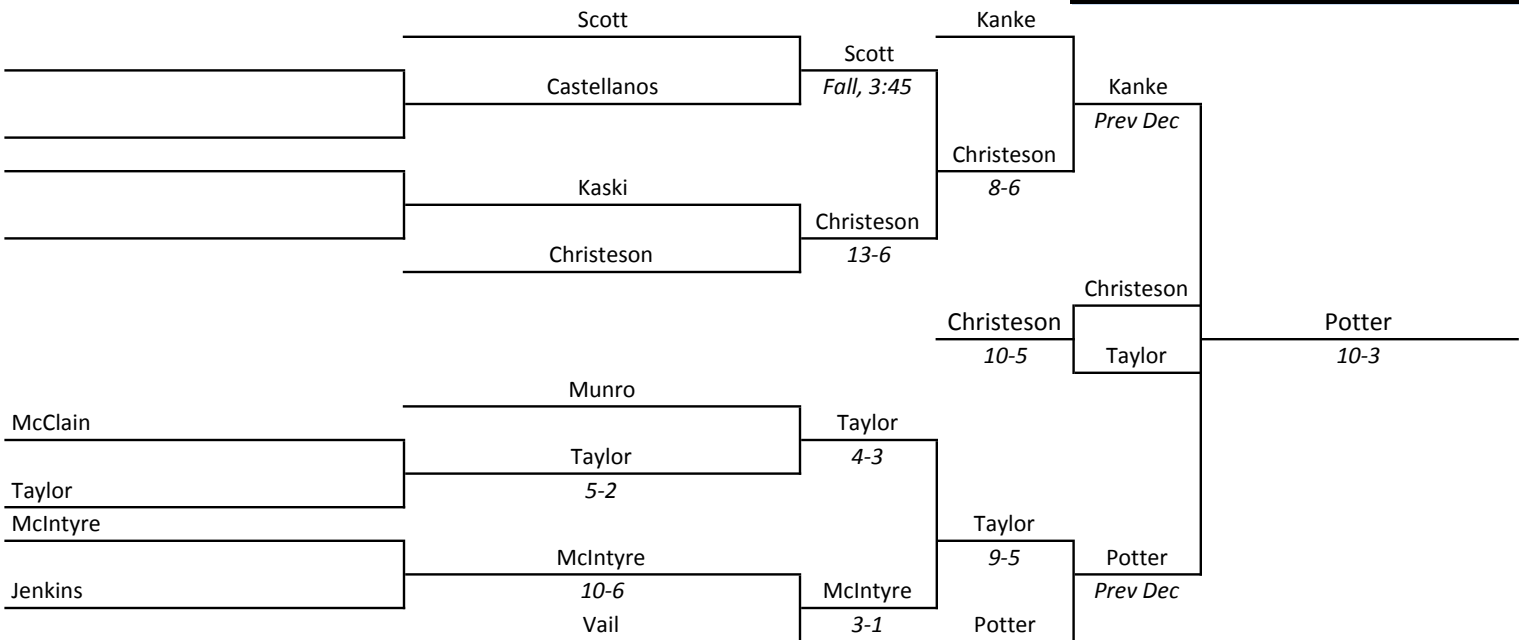 Scott
Kanke
Scott
Castellanos
Fall, 3:45
Kanke
Prev Dec
Christeson
Kaski
8-6
Christeson
Christeson
13-6
Christeson
Christeson
Potter
10-5
Taylor
10-3
Munro
McClain
Taylor
Taylor
4-3
Taylor
5-2
McIntyre
Taylor
McIntyre
9-5
Potter
Jenkins
10-6
McIntyre
Prev Dec
Vail
3-1
Potter